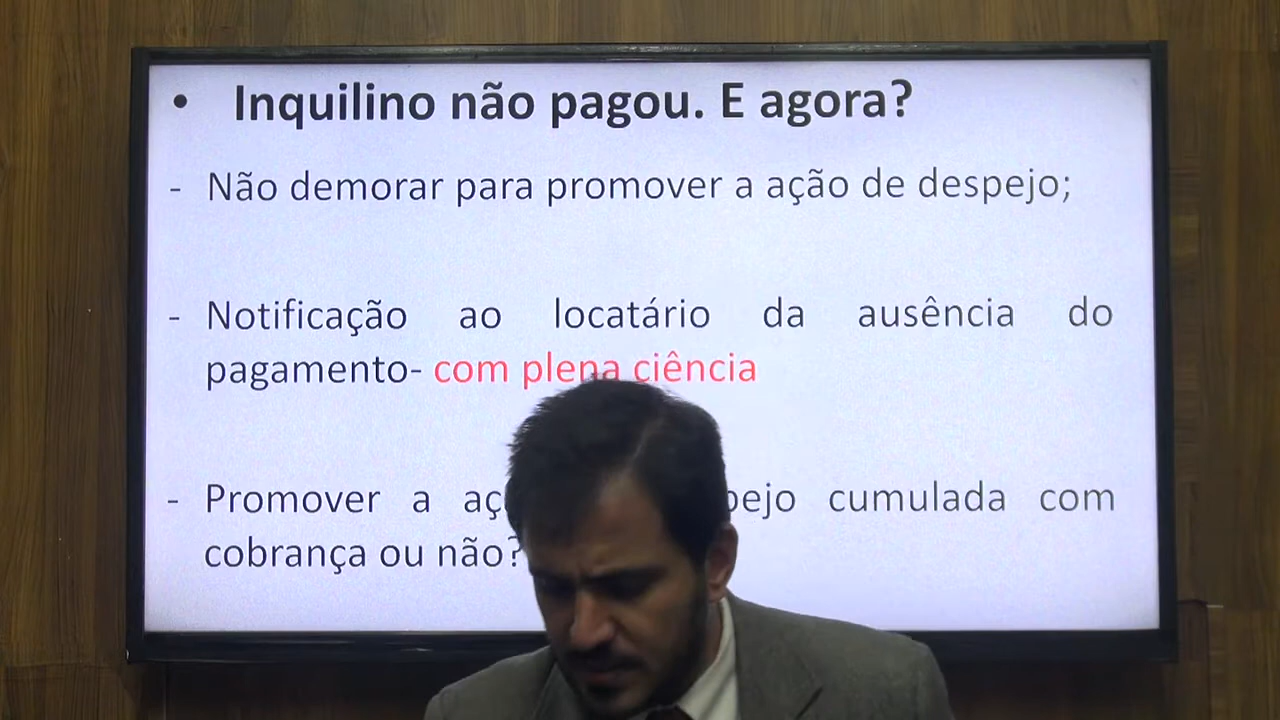 • Inquilino não pagou. E agora?
- Não demorar para promover a ação de despejo;
- Notificação ao locatário da ausência do
pagamento- com plena ciência
- Promover a cumulada com
cobrança ou não?